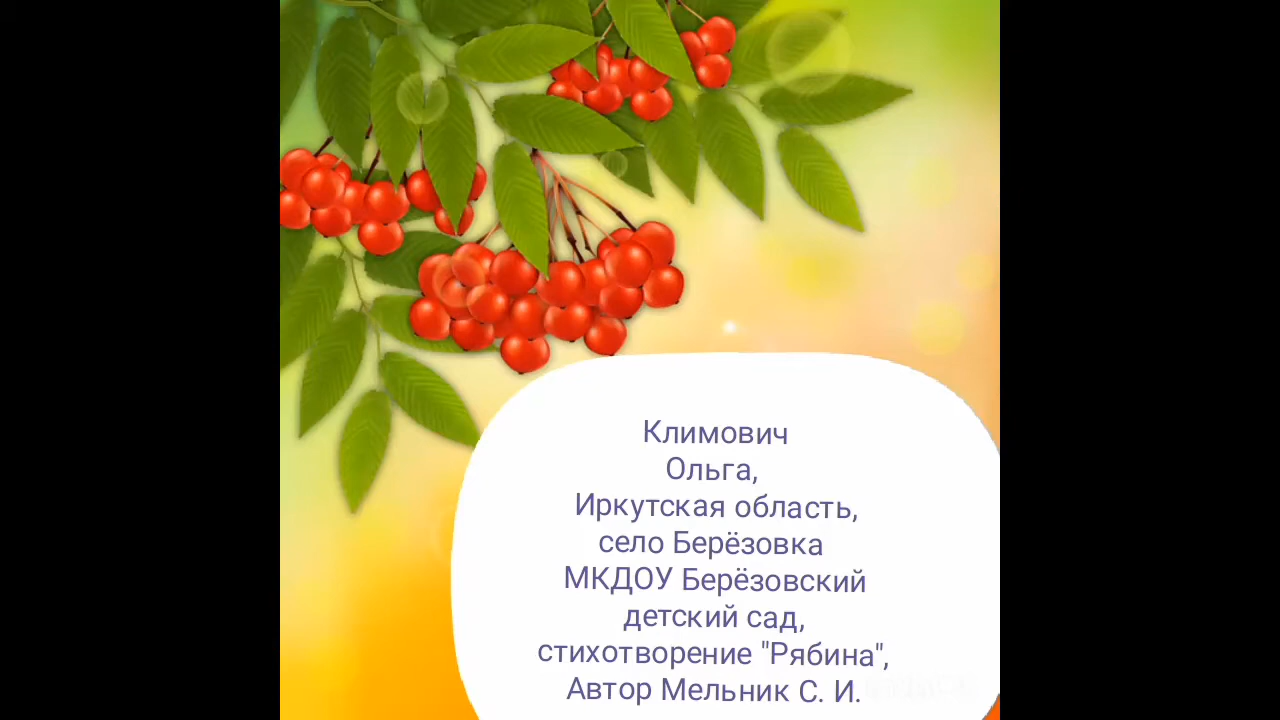 Климович
Ольга,
Иркутская область,
село Берёзовка
МКДОУ Берёзовский
детский сад,
стихотворение "Рябина",
Автор Мельник С. И.